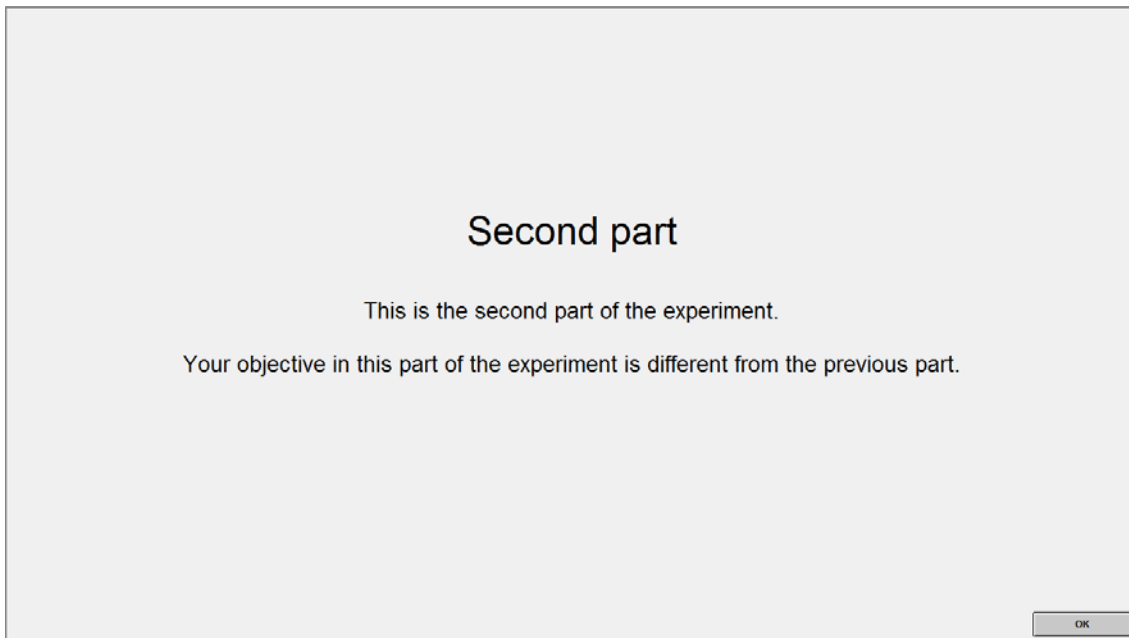 Second part
This is the second part of the experiment.
Your objective in this part of the experiment is different from the previous part.
OK